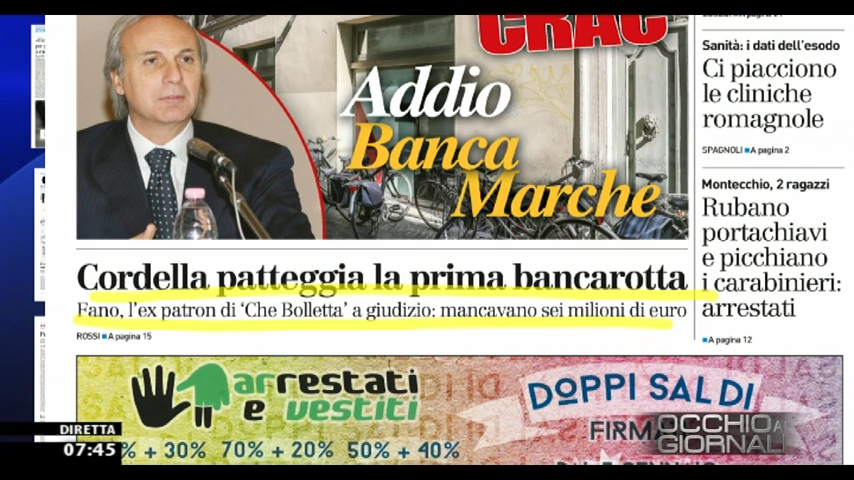 CRAC
Addio
Banca
Marche
Sanità: i dati dell'esodo
Ci piacciono
le cliniche
romagnole
SPAGNOLI ■A pagina 2
Montecchio, 2 ragazzi
Rubano
portachiavi
e picchiano
i carabinieri:
arrestati
■A pagina 12
Cordella patteggia la prima bancarotta
Fano, l'ex patron di 'Che Bolletta' a giudizio: mancavano sei milioni di euro
ROSSI ■A pagina 15
arrestati
e vestiti
% + 30% 70% + 20% 50% + 40%
DOPPI SALDI
FIRMA
OCCHIO AI
GIORNALI
DIRETTA
07:45